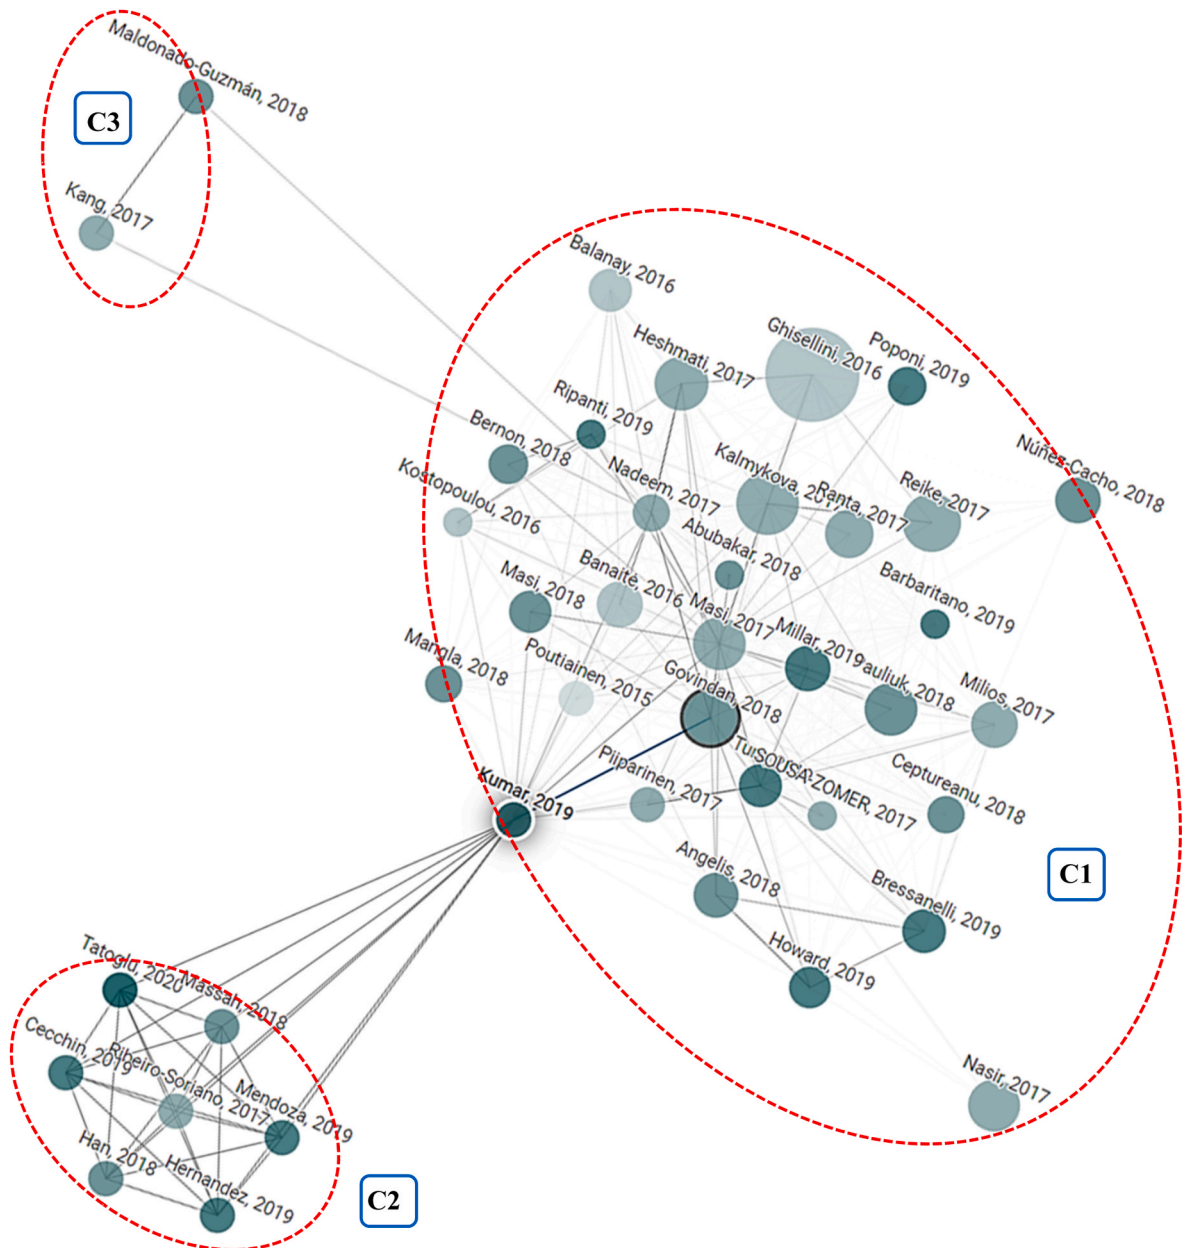 Maldonado-Guzmán, 2018
C3
Kang, 2017
Balanay, 2016
Heshmati, 2017
Ghisellini, 2016
Poponi, 2019
Ripanti, 2019
Bernon, 2018
Kostopoulou, 2016
Nadeem, 2017
Kalmykova, 2017
Ranta, 2017
Reike, 2017
Núñez-Cacho, 2018
Abubakar, 2018
Banaitė, 2016
Masi, 2018
Masi, 2017
Barbaritano, 2019
Millar, 2019
Mangla, 2018
Poutiainen, 2015
Govindan, 2018
auliuk, 2018
Milios, 2017
SOUSA-ZOMER, 2017
Piiparinen, 2017
Kumar, 2019
Ceptureanu, 2018
Angelis, 2018
Bressanelli, 2019
C1
Howard, 2019
Nasir, 2017
Tatoglu, 2020
Massah, 2018
Cecchin, 2019
Ribeiro-Soriano, 2017
Mendoza, 2019
Han, 2018
Hernandez, 2019
C2